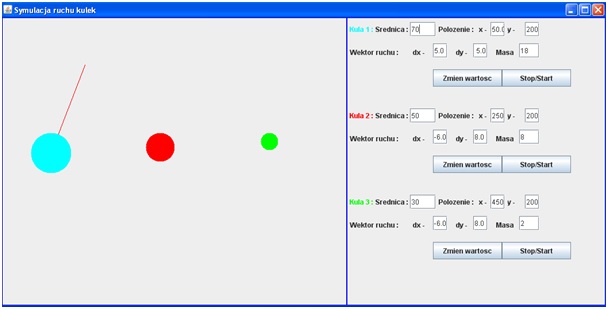 Symulacja ruchu kulek
Kula 1 : Srednica : 70 Polozenie : x - 50.0 y - 200
Wektor ruchu : dx - 5.0 dy - 5.0 Masa 18
Zmien wartosc Stop/Start
Kula 2 : Srednica : 50 Polozenie : x - 250 y - 200
Wektor ruchu : dx - -6.0 dy - 8.0 Masa 8
Zmien wartosc Stop/Start
Kula 3 : Srednica : 30 Polozenie : x - 450 y - 200
Wektor ruchu : dx - -6.0 dy - 8.0 Masa 2
Zmien wartosc Stop/Start